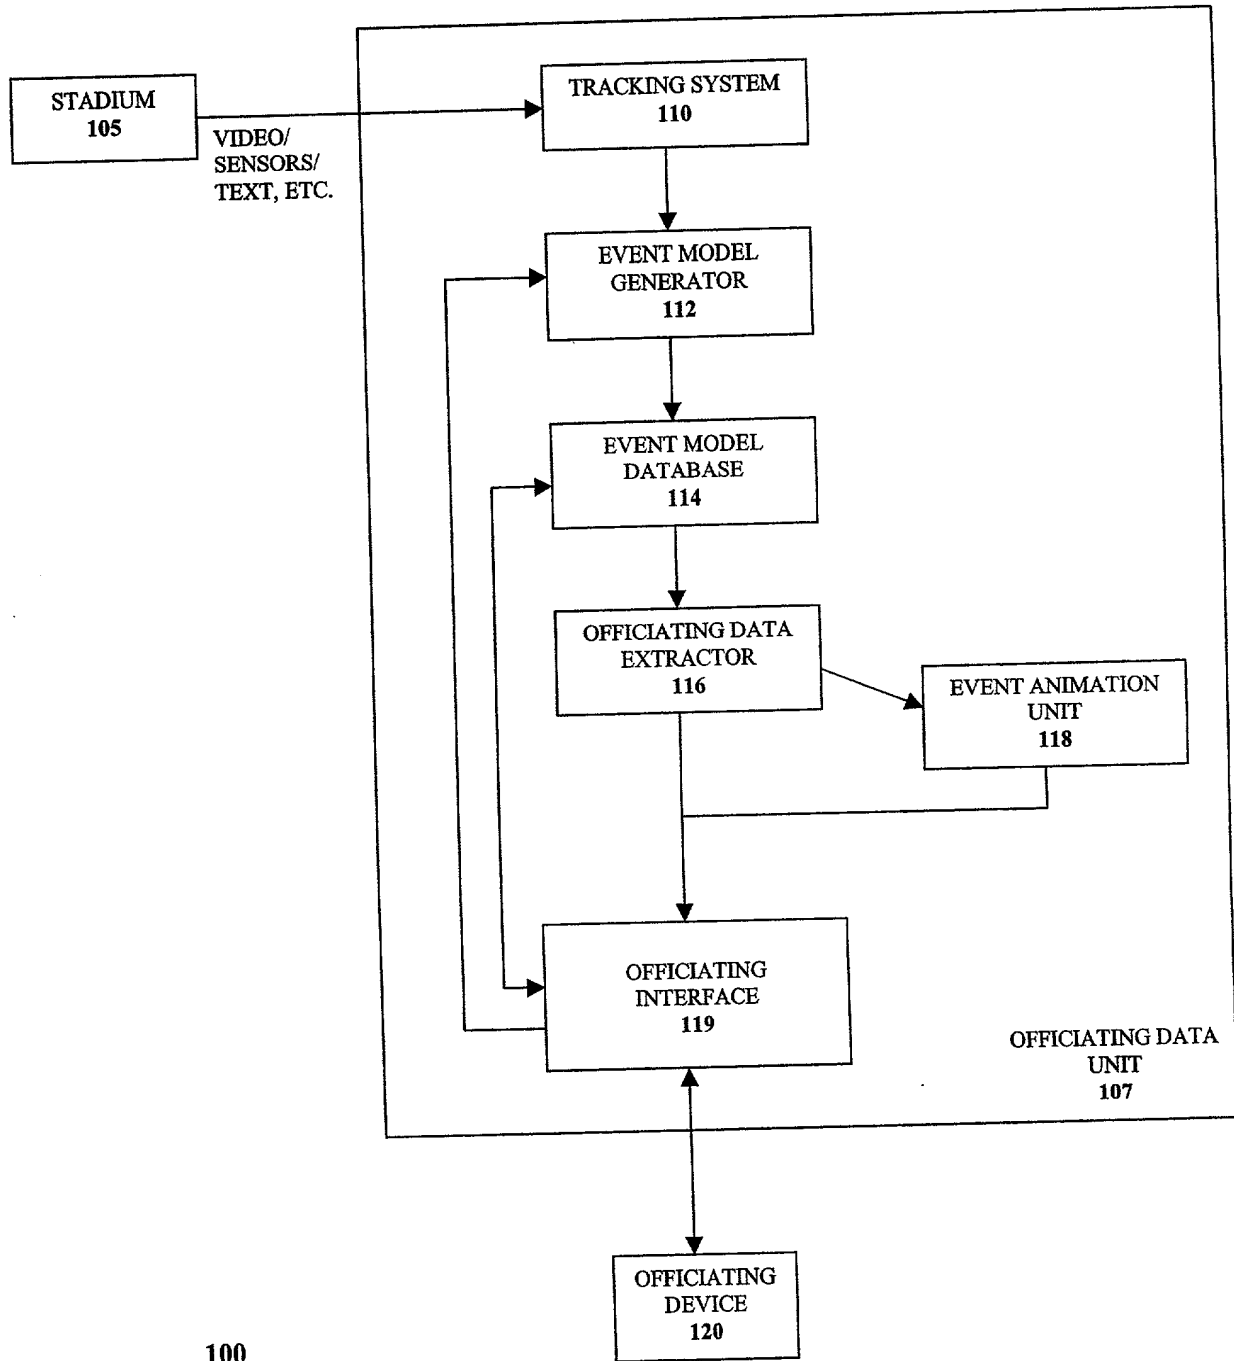 STADIUM
105
VIDEO/
SENSORS/
TEXT, ETC.
TRACKING SYSTEM
110
EVENT MODEL
GENERATOR
112
EVENT MODEL
DATABASE
114
OFFICIATING DATA
EXTRACTOR
116
EVENT ANIMATION
UNIT
118
OFFICIATING
INTERFACE
119
OFFICIATING DATA
UNIT
107
OFFICIATING
DEVICE
120
100